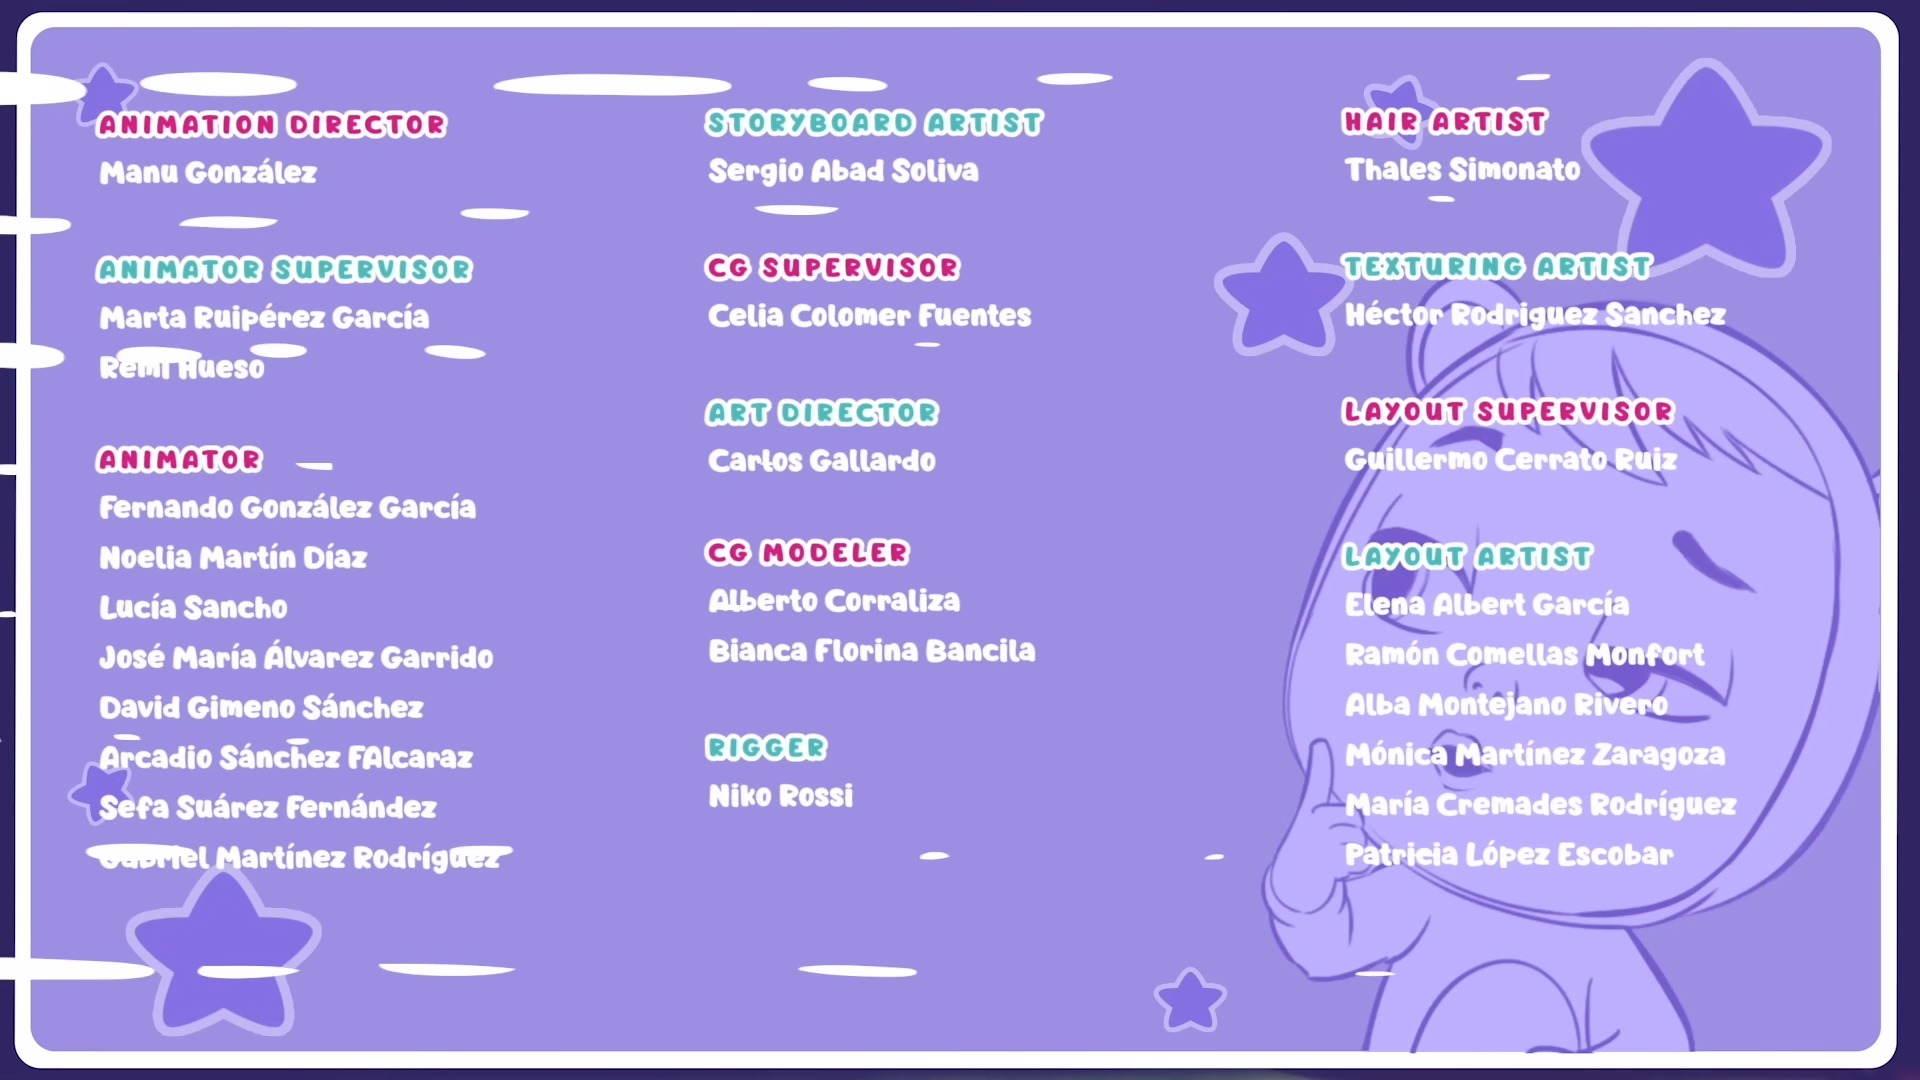 ANIMATION DIRECTOR
Manu González
ANIMATOR SUPERVISOR
Marta Ruipérez García
Remi Hueso
ANIMATOR
Fernando González García
Noelia Martín Díaz
Lucía Sancho
José María Álvarez Garrido
David Gimeno Sánchez
Arcadio Sánchez FAlcaraz
Sefa Suárez Fernández
Gabriel Martínez Rodríguez
STORYBOARD ARTIST
Sergio Abad Soliva
CG SUPERVISOR
Celia Colomer Fuentes
ART DIRECTOR
Carlos Gallardo
CG MODELER
Alberto Corraliza
Bianca Florina Bancila
RIGGER
Niko Rossi
HAIR ARTIST
Thales Simonato
TEXTURING ARTIST
Héctor Rodriguez Sanchez
LAYOUT SUPERVISOR
Guillermo Cerrato Ruiz
LAYOUT ARTIST
Elena Albert García
Ramón Comellas Monfort
Alba Montejano Rivero
Mónica Martínez Zaragoza
María Cremades Rodríguez
Patricia López Escobar